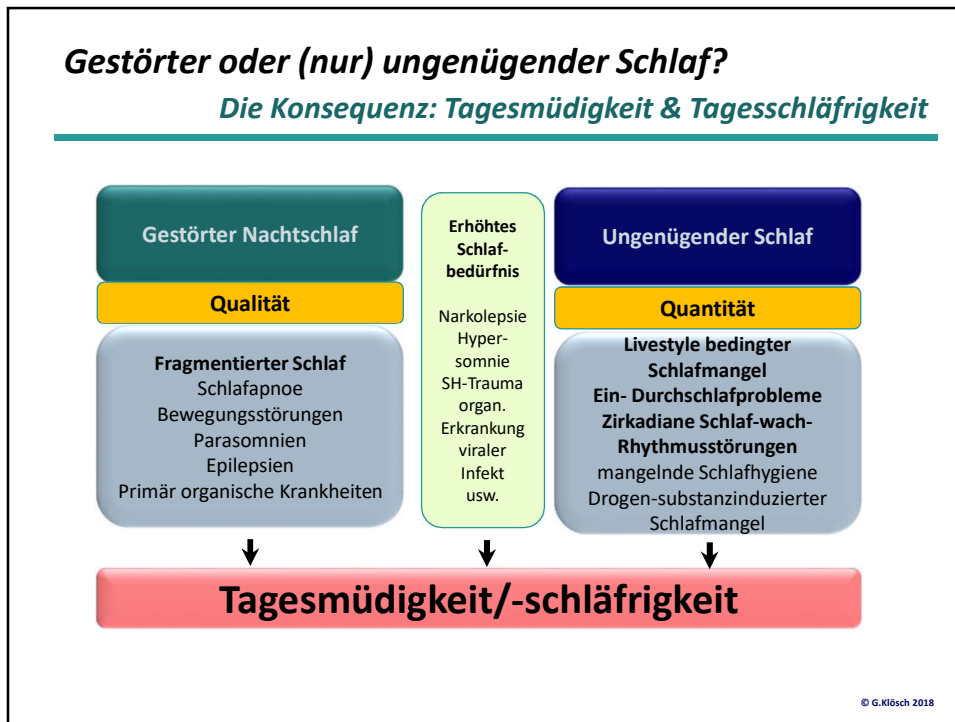 Gestörter oder (nur) ungenügender Schlaf?
Die Konsequenz: Tagesmüdigkeit & Tagesschläfrigkeit
Gestörter Nachtschlaf
Qualität
Fragmentierter Schlaf
Schlafapnoe
Bewegungsstörungen
Parasomnien
Epilepsien
Primär organische Krankheiten
Erhöhtes
Schlaf-
bedürfnis
Narkolepsie
Hyper-
somnie
SH-Trauma
organ.
Erkrankung
viraler
Infekt
usw.
Ungenügender Schlaf
Quantität
Livestyle bedingter
Schlafmangel
Ein- Durchschlafprobleme
Zirkadiane Schlaf-wach-
Rhythmusstörungen
mangelnde Schlafhygiene
Drogen-substanzinduzierter
Schlafmangel
Tagesmüdigkeit/-schläfrigkeit
© G.Klösch 2018